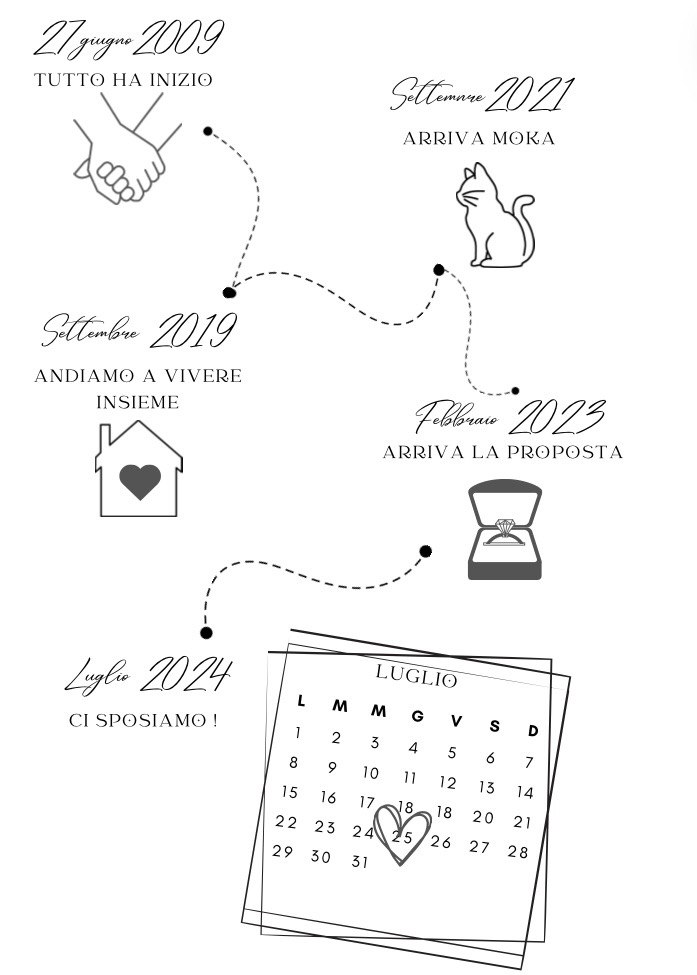 27 giugno 2009
TUTTO HA INIZIO
Settemnre 2021
ARRIVA MOKA
Settembre 2019
ANDIAMO A VIVERE
INSIEME
Febbraio 2023
ARRIVA LA PROPOSTA
Luglio 2024
CI SPOSIAMO !
LUGLIO
L M M G V S D
1 2 3 4 5 6 7
8 9 10 11 12 13 14
15 16 17 18 18 20 21
22 23 24 25 26 27 28
29 30 31